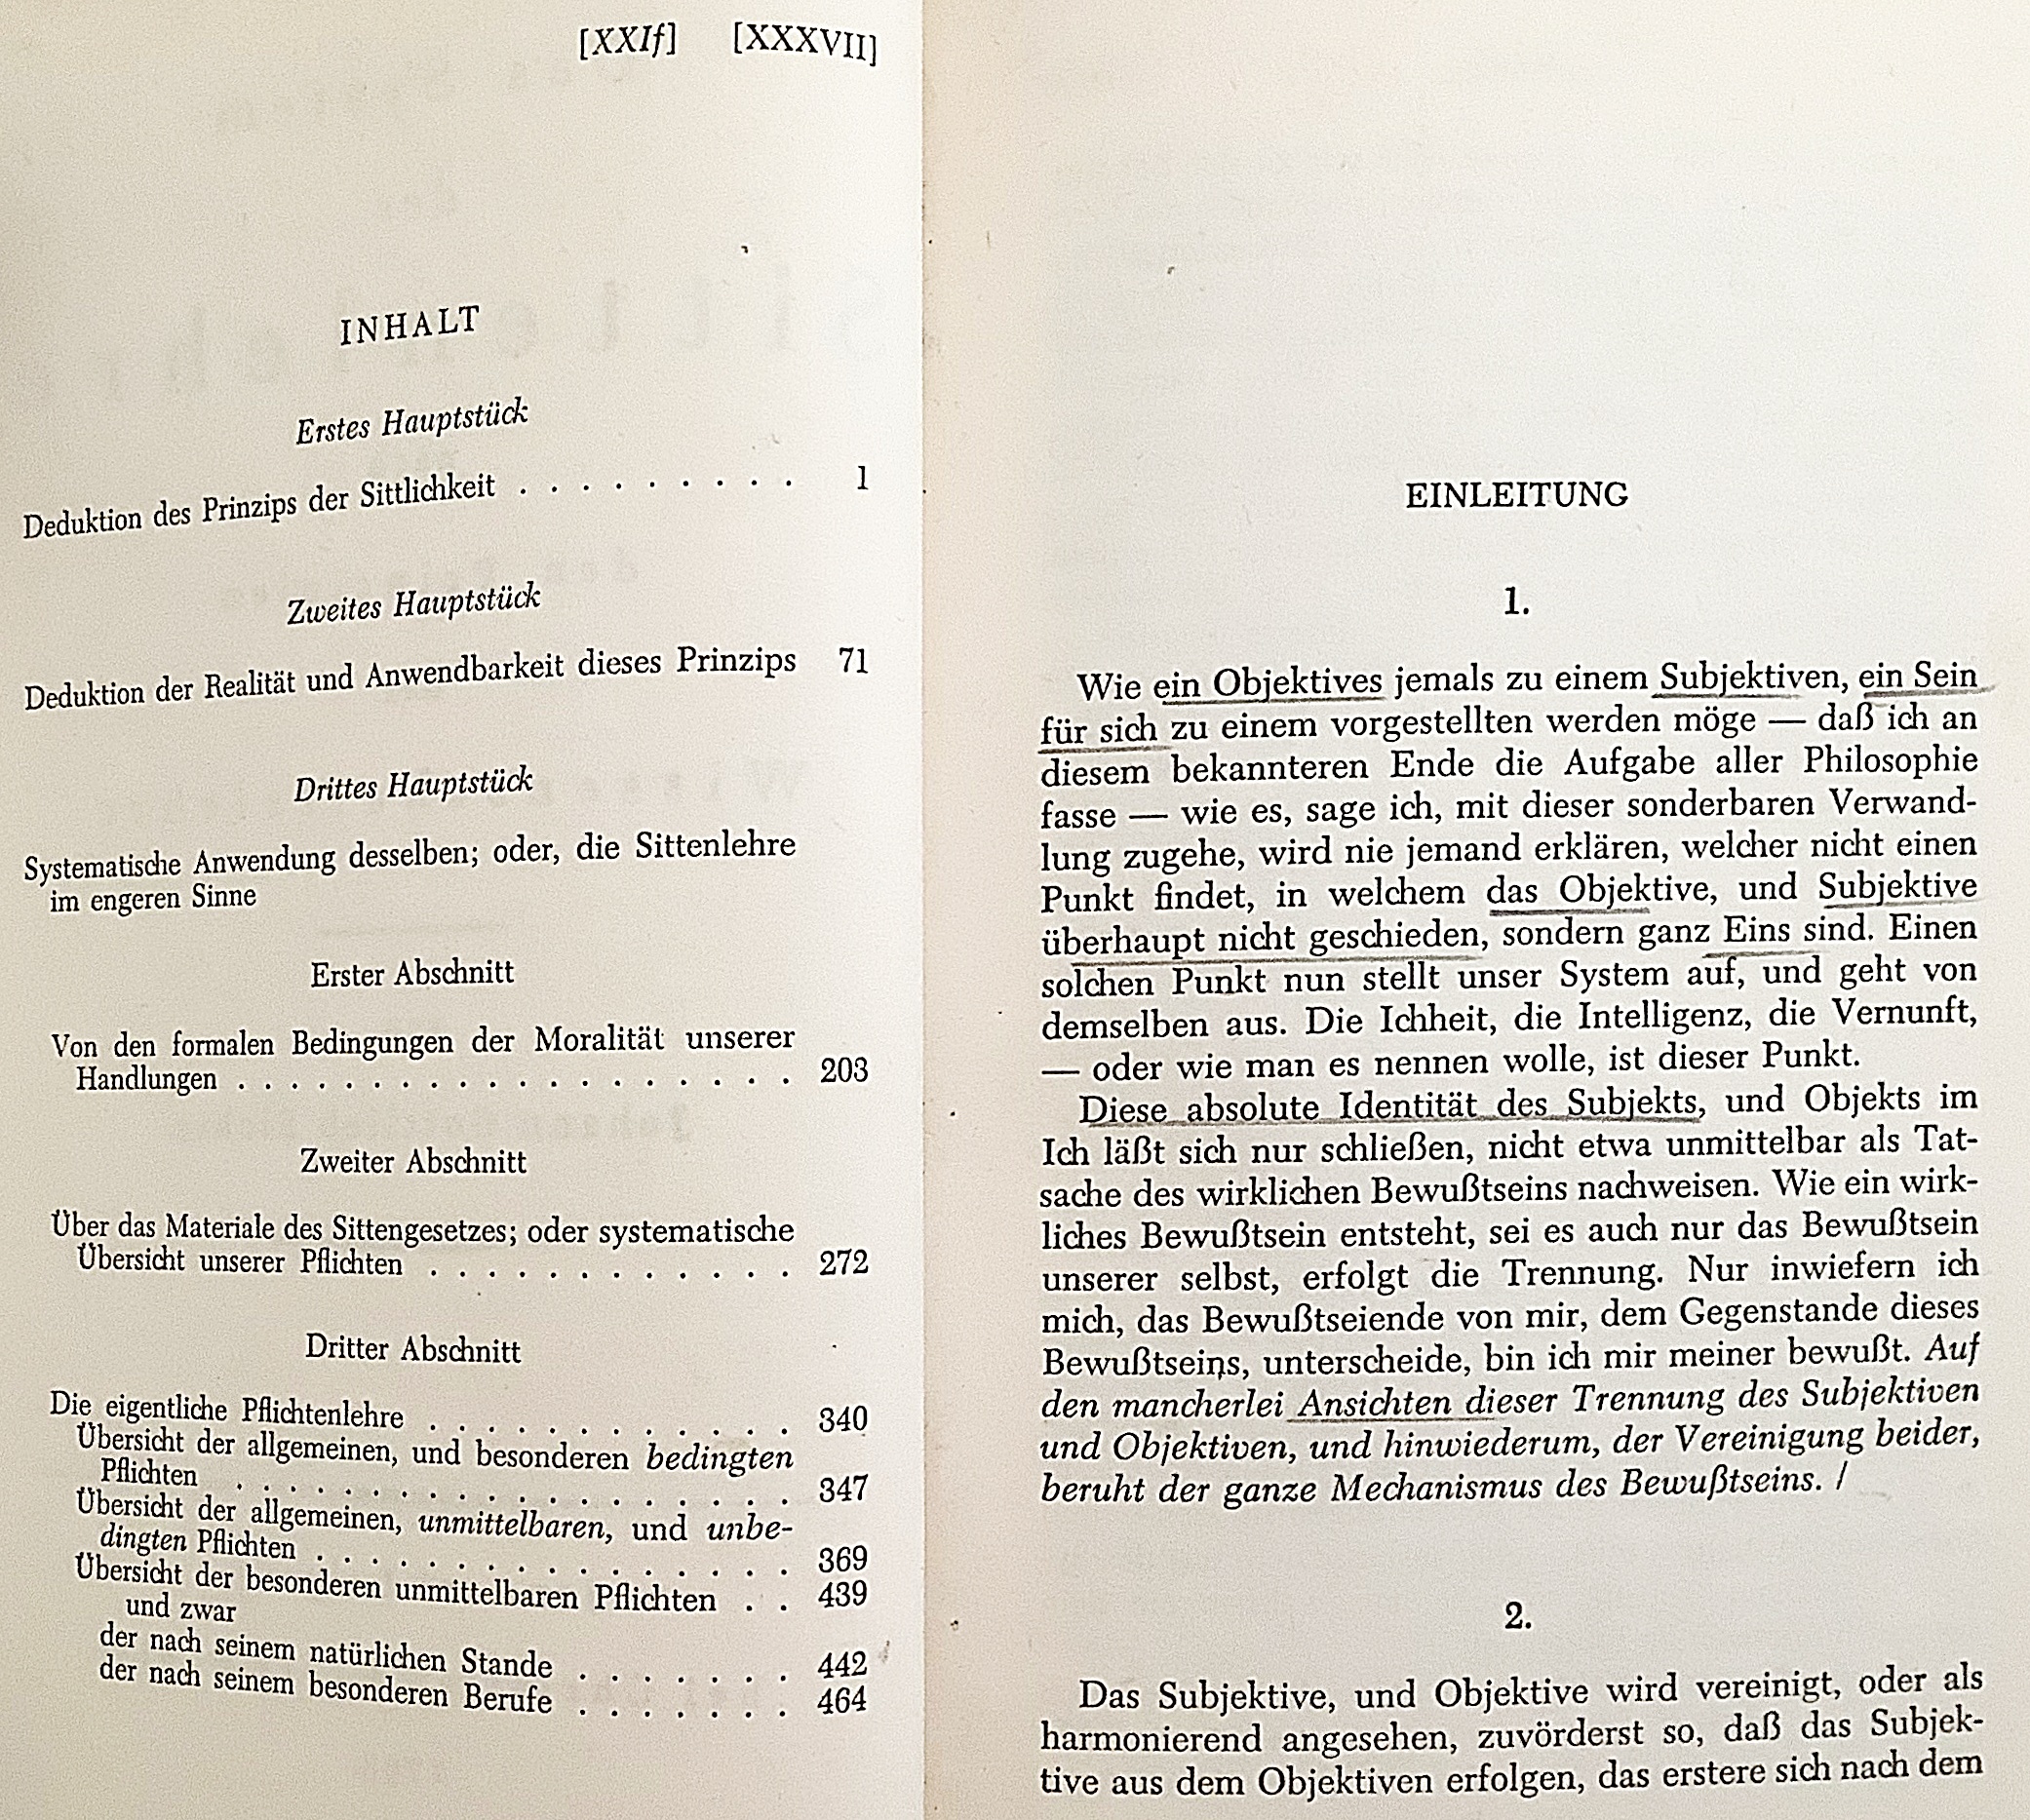 [XXIf] [XXXVII]
INHALT
Erstes Hauptstück
Deduktion des Prinzips der Sittlichkeit . . . . . . . . . 1
Zweites Hauptstück
Deduktion der Realität und Anwendbarkeit dieses Prinzips 71
Drittes Hauptstück
Systematische Anwendung desselben; oder, die Sittenlehre
im engeren Sinne
Erster Abschnitt
Von den formalen Bedingungen der Moralität unserer
Handlungen . . . . . . . . . . . . . . . . . 203
Zweiter Abschnitt
Über das Materiale des Sittengesetzes; oder systematische
Übersicht unserer Pflichten . . . . . . . . . . . . 272
Dritter Abschnitt
Die eigentliche Pflichtenlehre . . . . . . . . . . . . 340
Übersicht der allgemeinen, und besonderen bedingten
Pflichten . . . . . . . . . . . . . . . . . 347
Übersicht der allgemeinen, unmittelbaren, und unbe-
dingten Pflichten . . . . . . . . . . . . . . 369
Übersicht der besonderen unmittelbaren Pflichten . . 439
und zwar
der nach seinem natürlichen Stande . . . . . . . 442
der nach seinem besonderen Berufe . . . . . . . 464
EINLEITUNG
1.
Wie ein Objektives jemals zu einem Subjektiven, ein Sein
für sich zu einem vorgestellten werden möge — daß ich an
diesem bekannteren Ende die Aufgabe aller Philosophie
fasse — wie es, sage ich, mit dieser sonderbaren Verwand-
lung zugehe, wird nie jemand erklären, welcher nicht einen
Punkt findet, in welchem das Objektive, und Subjektive
überhaupt nicht geschieden, sondern ganz Eins sind. Einen
solchen Punkt nun stellt unser System auf, und geht von
demselben aus. Die Ichheit, die Intelligenz, die Vernunft,
— oder wie man es nennen wolle, ist dieser Punkt.
Diese absolute Identität des Subjekts, und Objekts im
Ich läßt sich nur schließen, nicht etwa unmittelbar als Tat-
sache des wirklichen Bewußtseins nachweisen. Wie ein wirk-
liches Bewußtsein entsteht, sei es auch nur das Bewußtsein
unserer selbst, erfolgt die Trennung. Nur inwiefern ich
mich, das Bewußtseiende von mir, dem Gegenstande dieses
Bewußtseins, unterscheide, bin ich mir meiner bewußt. Auf
den mancherlei Ansichten dieser Trennung des Subjektiven
und Objektiven, und hinwiederum, der Vereinigung beider,
beruht der ganze Mechanismus des Bewußtseins. /
2.
Das Subjektive, und Objektive wird vereinigt, oder als
harmonierend angesehen, zuvörderst so, daß das Subjek-
tive aus dem Objektiven erfolgen, das erstere sich nach dem